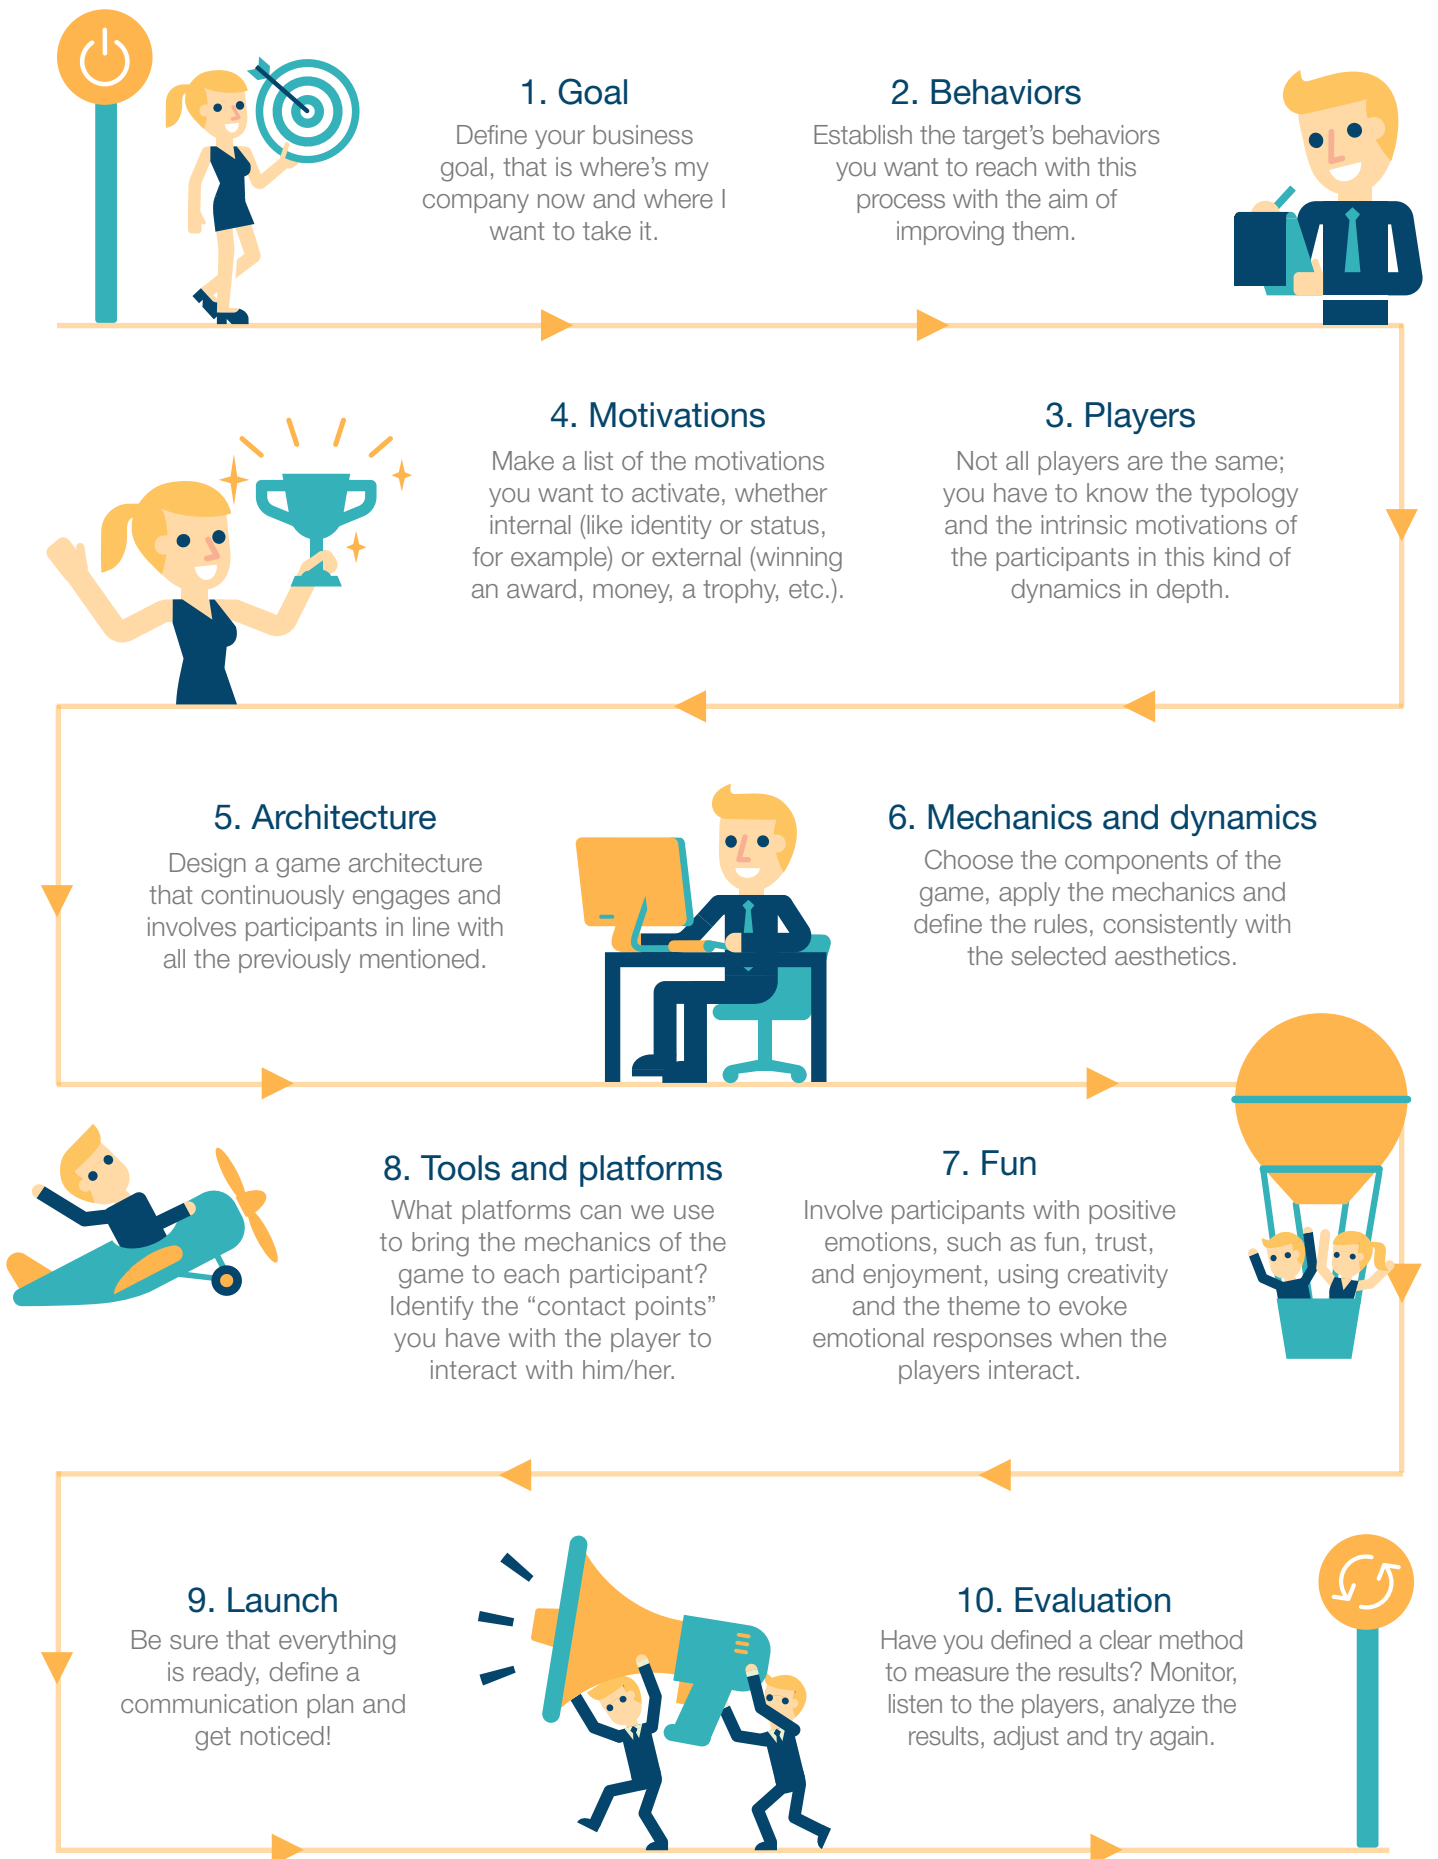 1. Goal
Define your business
goal, that is where's my
company now and where I
want to take it.
2. Behaviors
Establish the target's behaviors
you want to reach with this
process with the aim of
improving them.
3. Players
Not all players are the same;
you have to know the typology
and the intrinsic motivations of
the participants in this kind of
dynamics in depth.
4. Motivations
Make a list of the motivations
you want to activate, whether
internal (like identity or status,
for example) or external (winning
an award, money, a trophy, etc.).
5. Architecture
Design a game architecture
that continuously engages and
involves participants in line with
all the previously mentioned.
6. Mechanics and dynamics
Choose the components of the
game, apply the mechanics and
define the rules, consistently with
the selected aesthetics.
7. Fun
Involve participants with positive
emotions, such as fun, trust,
and enjoyment, using creativity
and the theme to evoke
emotional responses when the
players interact.
8. Tools and platforms
What platforms can we use
to bring the mechanics of the
game to each participant?
Identify the “contact points”
you have with the player to
interact with him/her.
9. Launch
Be sure that everything
is ready, define a
communication plan and
get noticed!
10. Evaluation
Have you defined a clear method
to measure the results? Monitor,
listen to the players, analyze the
results, adjust and try again.